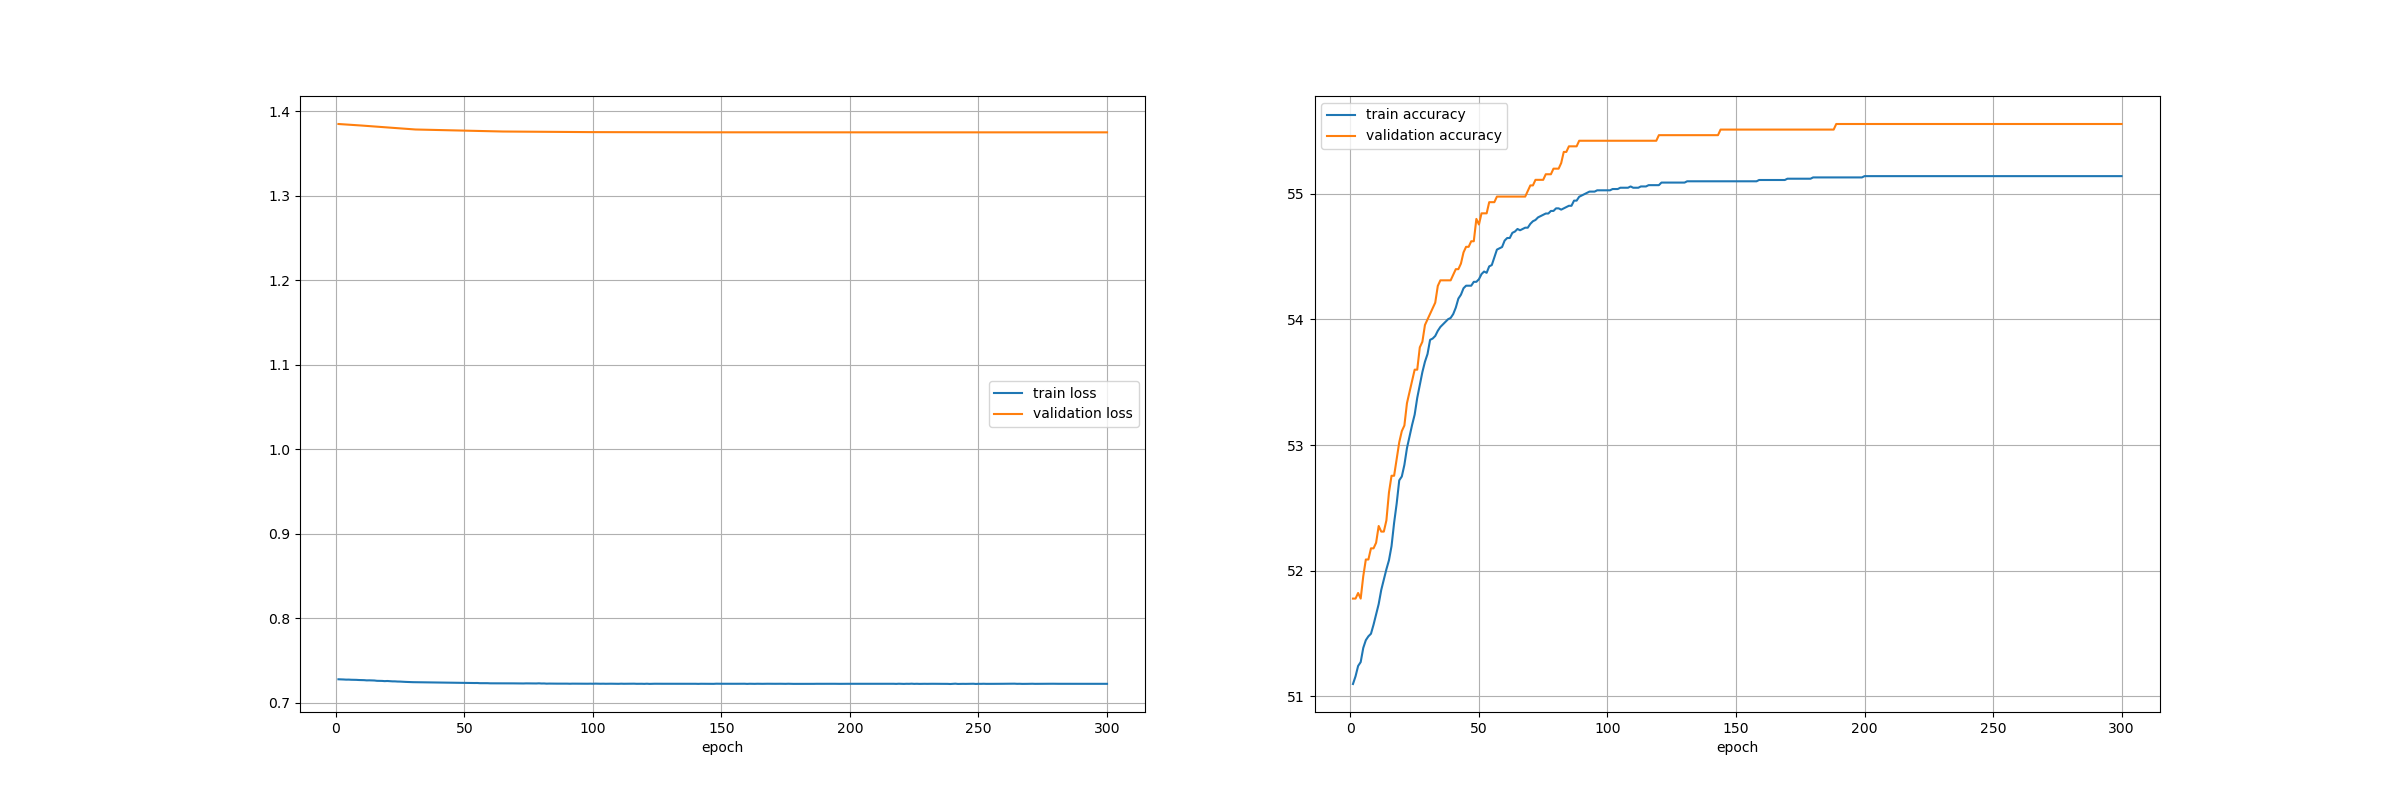 1.4
1.3
1.2
1.1
1.0
0.9
0.8
0.7
train loss
validation loss
0 50 100 150 200 250 300
epoch
train accuracy
validation accuracy
55
54
53
52
51
0 50 100 150 200 250 300
epoch